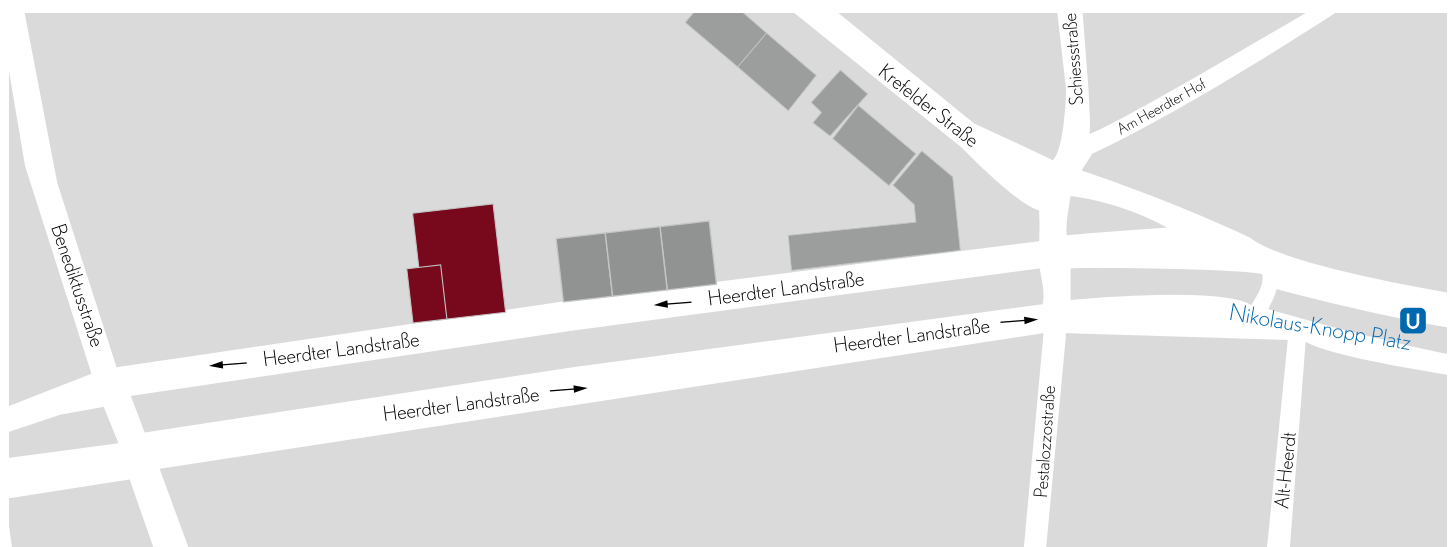 Schiessstraße
Krefelder Straße
Am Heerdter Hof
Benediktusstraße
Heerdter Landstraße
Heerdter Landstraße
Heerdter Landstraße
Heerdter Landstraße
Nikolaus-Knopp Platz
U
Pestalozzostraße
Alt-Heerdt